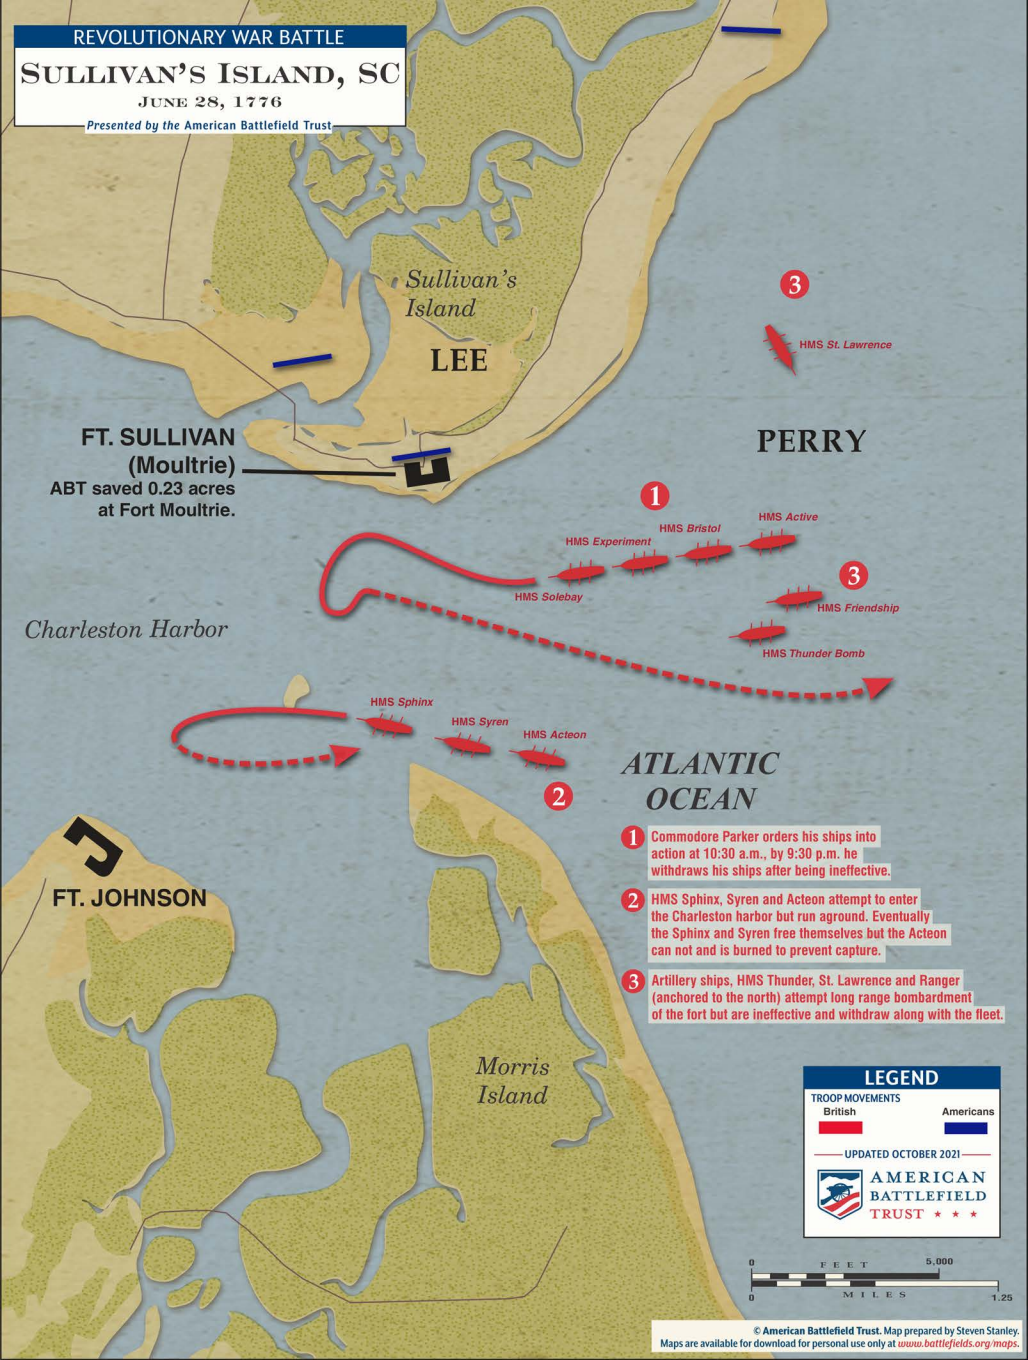 REVOLUTIONARY WAR BATTLE
SULLIVAN'S ISLAND, SC
JUNE 28, 1776
Presented by the American Battlefield Trust
Sullivan's
Island
LEE
3
HMS St. Lawrence
PERRY
FT. SULLIVAN
(Moultrie)
ABT saved 0.23 acres
at Fort Moultrie.
1
HMS Active
HMS Bristol
HMS Experiment
3
HMS Solebay
HMS Friendship
Charleston Harbor
HMS Thunder Bomb
HMS Sphinx
HMS Syren
HMS Acteon
2
ATLANTIC
OCEAN
1 Commodore Parker orders his ships into
action at 10:30 a.m., by 9:30 p.m. he
withdraws his ships after being ineffective.
2 HMS Sphinx, Syren and Acteon attempt to enter
the Charleston harbor but run aground. Eventually
the Sphinx and Syren free themselves but the Acteon
can not and is burned to prevent capture.
3 Artillery ships, HMS Thunder, St. Lawrence and Ranger
(anchored to the north) attempt long range bombardment
of the fort but are ineffective and withdraw along with the fleet.
FT. JOHNSON
Morris
Island
LEGEND
TROOP MOVEMENTS
British Americans
UPDATED OCTOBER 2021
AMERICAN
BATTLEFIELD
TRUST
0 FEET 5,000
0 MILES 1.25
© American Battlefield Trust. Map prepared by Steven Stanley.
Maps are available for download for personal use only at www.battlefields.org/maps.